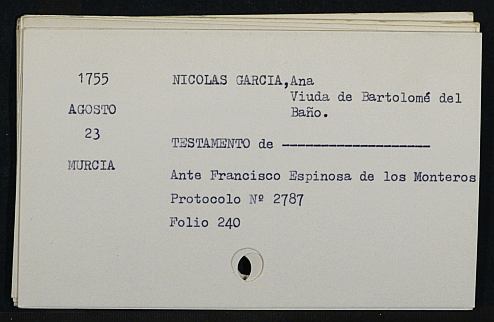 1755
AGOSTO
23
MURCIA
NICOLAS GARCIA,Ana
Viuda de Bartolomé del
Baño.
TESTAMENTO de -------------------
Ante Francisco Espinosa de los Monteros
Protocolo Nº 2787
Folio 240